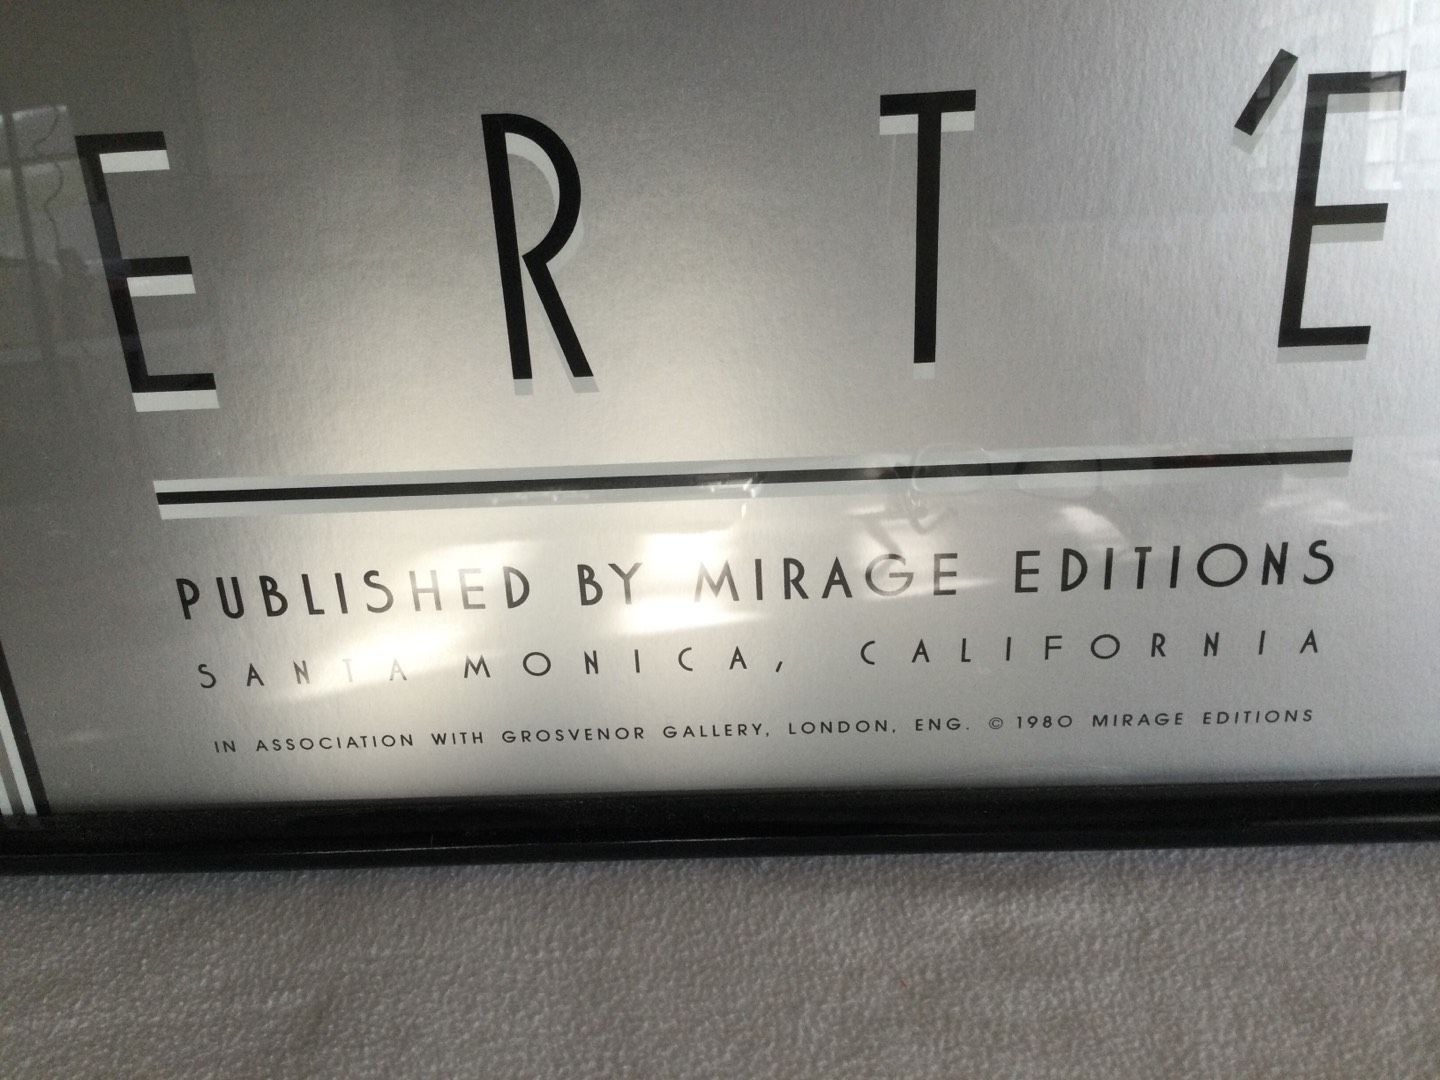 ERTÉ
PUBLISHED BY MIRAGE EDITIONS
SANTA MONICA, CALIFORNIA
IN ASSOCIATION WITH GROSVENOR GALLERY, LONDON, ENG. © 1980 MIRAGE EDITIONS